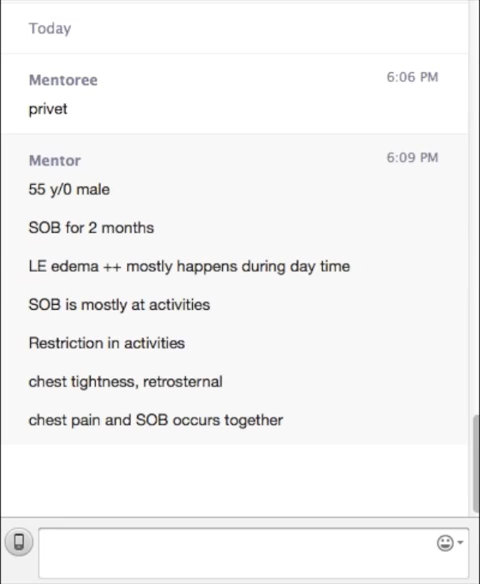 Today
Mentoree 6:06 PM
privet
Mentor 6:09 PM
55 y/0 male
SOB for 2 months
LE edema ++ mostly happens during day time
SOB is mostly at activities
Restriction in activities
chest tightness, retrosternal
chest pain and SOB occurs together